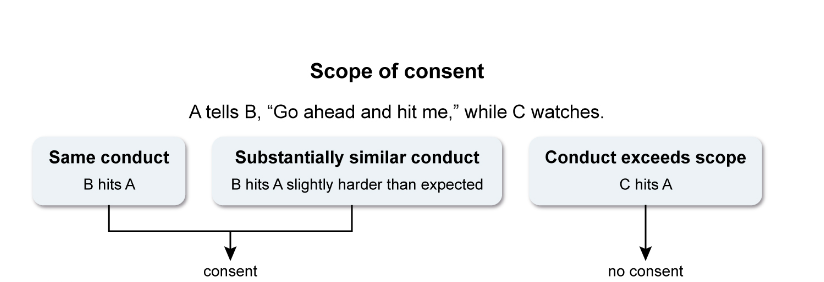 Scope of consent
A tells B, “Go ahead and hit me,” while C watches.
Same conduct
B hits A
Substantially similar conduct
B hits A slightly harder than expected
Conduct exceeds scope
C hits A
consent
no consent